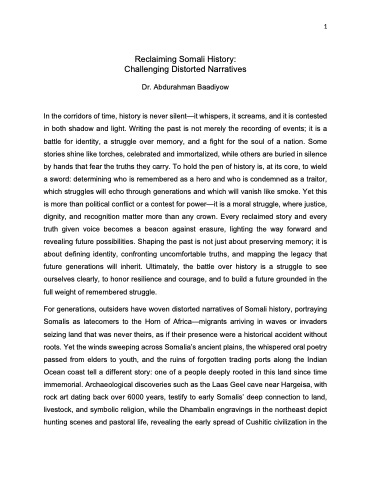 1
Reclaiming Somali History:
Challenging Distorted Narratives
Dr. Abdurahman Baadiyow
In the corridors of time, history is never silent—it whispers, it screams, and it is contested
in both shadow and light. Writing the past is not merely the recording of events; it is a
battle for identity, a struggle over memory, and a fight for the soul of a nation. Some
stories shine like torches, celebrated and immortalized, while others are buried in silence
by hands that fear the truths they carry. To hold the pen of history is, at its core, to wield
a sword: determining who is remembered as a hero and who is condemned as a traitor,
which struggles will echo through generations and which will vanish like smoke. Yet this
is more than political conflict or a contest for power—it is a moral struggle, where justice,
dignity, and recognition matter more than any crown. Every reclaimed story and every
truth given voice becomes a beacon against erasure, lighting the way forward and
revealing future possibilities. Shaping the past is not just about preserving memory; it is
about defining identity, confronting uncomfortable truths, and mapping the legacy that
future generations will inherit. Ultimately, the battle over history is a struggle to see
ourselves clearly, to honor resilience and courage, and to build a future grounded in the
full weight of remembered struggle.
For generations, outsiders have woven distorted narratives of Somali history, portraying
Somalis as latecomers to the Horn of Africa—migrants arriving in waves or invaders
seizing land that was never theirs, as if their presence were a historical accident without
roots. Yet the winds sweeping across Somalia’s ancient plains, the whispered oral poetry
passed from elders to youth, and the ruins of forgotten trading ports along the Indian
Ocean coast tell a different story: one of a people deeply rooted in this land since time
immemorial. Archaeological discoveries such as the Laas Geel cave near Hargeisa, with
rock art dating back over 6000 years, testify to early Somalis’ deep connection to land,
livestock, and symbolic religion, while the Dhambalin engravings in the northeast depict
hunting scenes and pastoral life, revealing the early spread of Cushitic civilization in the